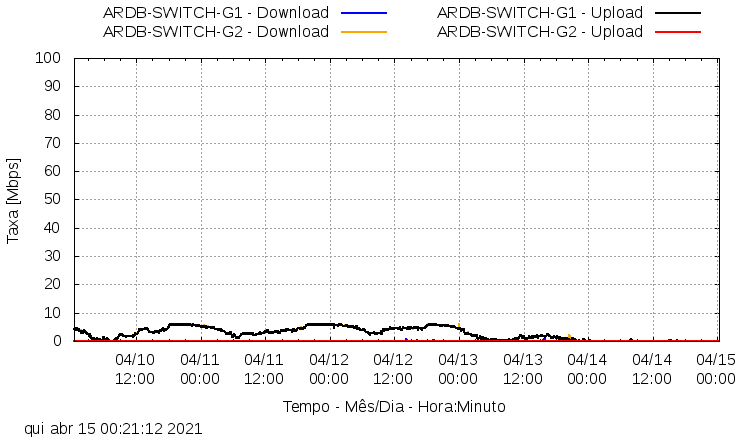 ARDB-SWITCH-G1 - Download ARDB-SWITCH-G1 - Upload
ARDB-SWITCH-G2 - Download ARDB-SWITCH-G2 - Upload
Taxa [Mbps]
100
90
80
70
60
50
40
30
20
10
0
04/10 04/11 04/11 04/12 04/12 04/13 04/13 04/14 04/14 04/15
12:00 00:00 12:00 00:00 12:00 00:00 12:00 00:00 12:00 00:00
Tempo - Mês/Dia - Hora:Minuto
qui abr 15 00:21:12 2021